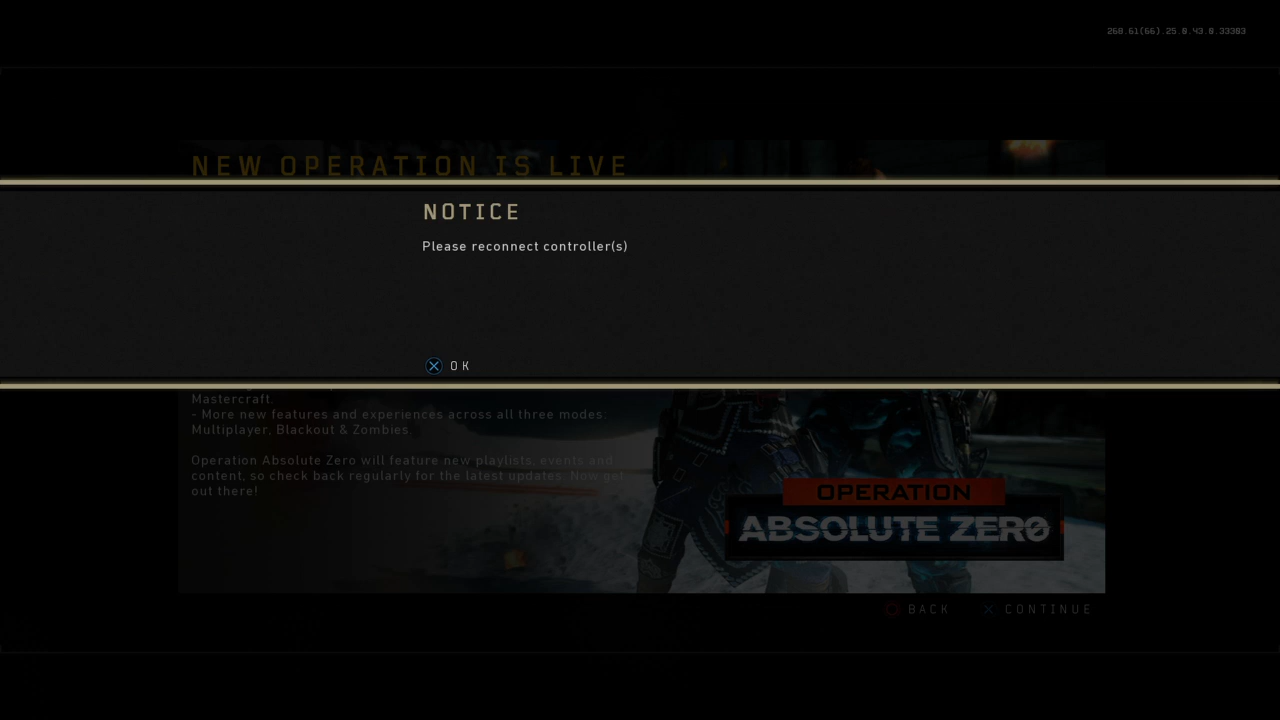 268.61(66).25.0.43.0.33383
NEW OPERATION IS LIVE
NOTICE
Please reconnect controller(s)
OK
Mastercraft.
- More new features and experiences across all three modes.
Multiplayer, Blackout & Zombies.
Operation Absolute Zero will feature new playlists, events and
content, so check back regularly for the latest updates. Now get
out there!
OPERATION
ABSOLUTE ZERO
BACK
CONTINUE